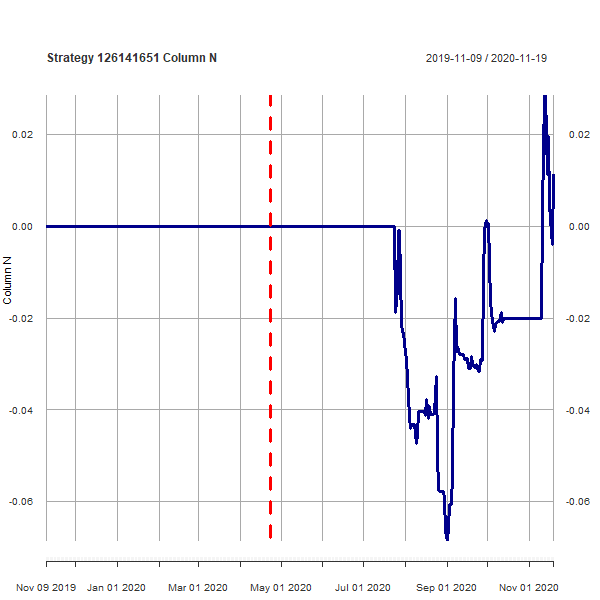 Strategy 126141651 Column N
2019-11-09 / 2020-11-19
0.02
0.02
0.00
0.00
Column N
-0.02
-0.02
-0.04
-0.04
-0.06
-0.06
Nov 09 2019
Jan 01 2020
Mar 01 2020
May 01 2020
Jul 01 2020
Sep 01 2020
Nov 01 2020